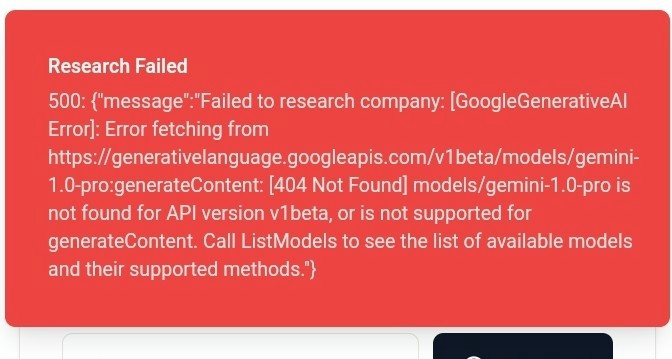 Research Failed
500: {"message":"Failed to research company: [GoogleGenerativeAI
Error]: Error fetching from
https://generativelanguage.googleapis.com/v1beta/models/gemini-
1.0-pro:generateContent: [404 Not Found] models/gemini-1.0-pro is
not found for API version v1beta, or is not supported for
generateContent. Call ListModels to see the list of available models
and their supported methods."}